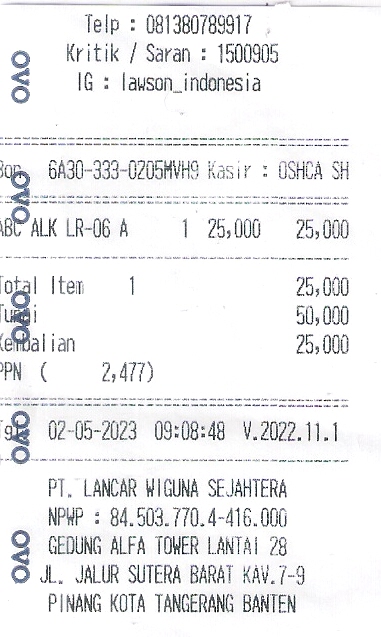 Telp : 081380789917
Kritik / Saran : 1500905
IG : lawson_indonesia
Bon 6A30-333-0205MVH9 Kasir : OSHCA SH
ABC ALK LR-06 A 1 25,000 25,000
Total Item 1 25,000
Tunai 50,000
Kembalian 25,000
PPN ( 2,477)
Tgl. 02-05-2023 09:08:48 V.2022.11.1
PT. LANCAR WIGUNA SEJAHTERA
NPWP : 84.503.770.4-416.000
GEDUNG ALFA TOWER LANTAI 28
JL. JALUR SUTERA BARAT KAV.7-9
PINANG KOTA TANGERANG BANTEN
OVO
OVO
OVO
OVO
OVO